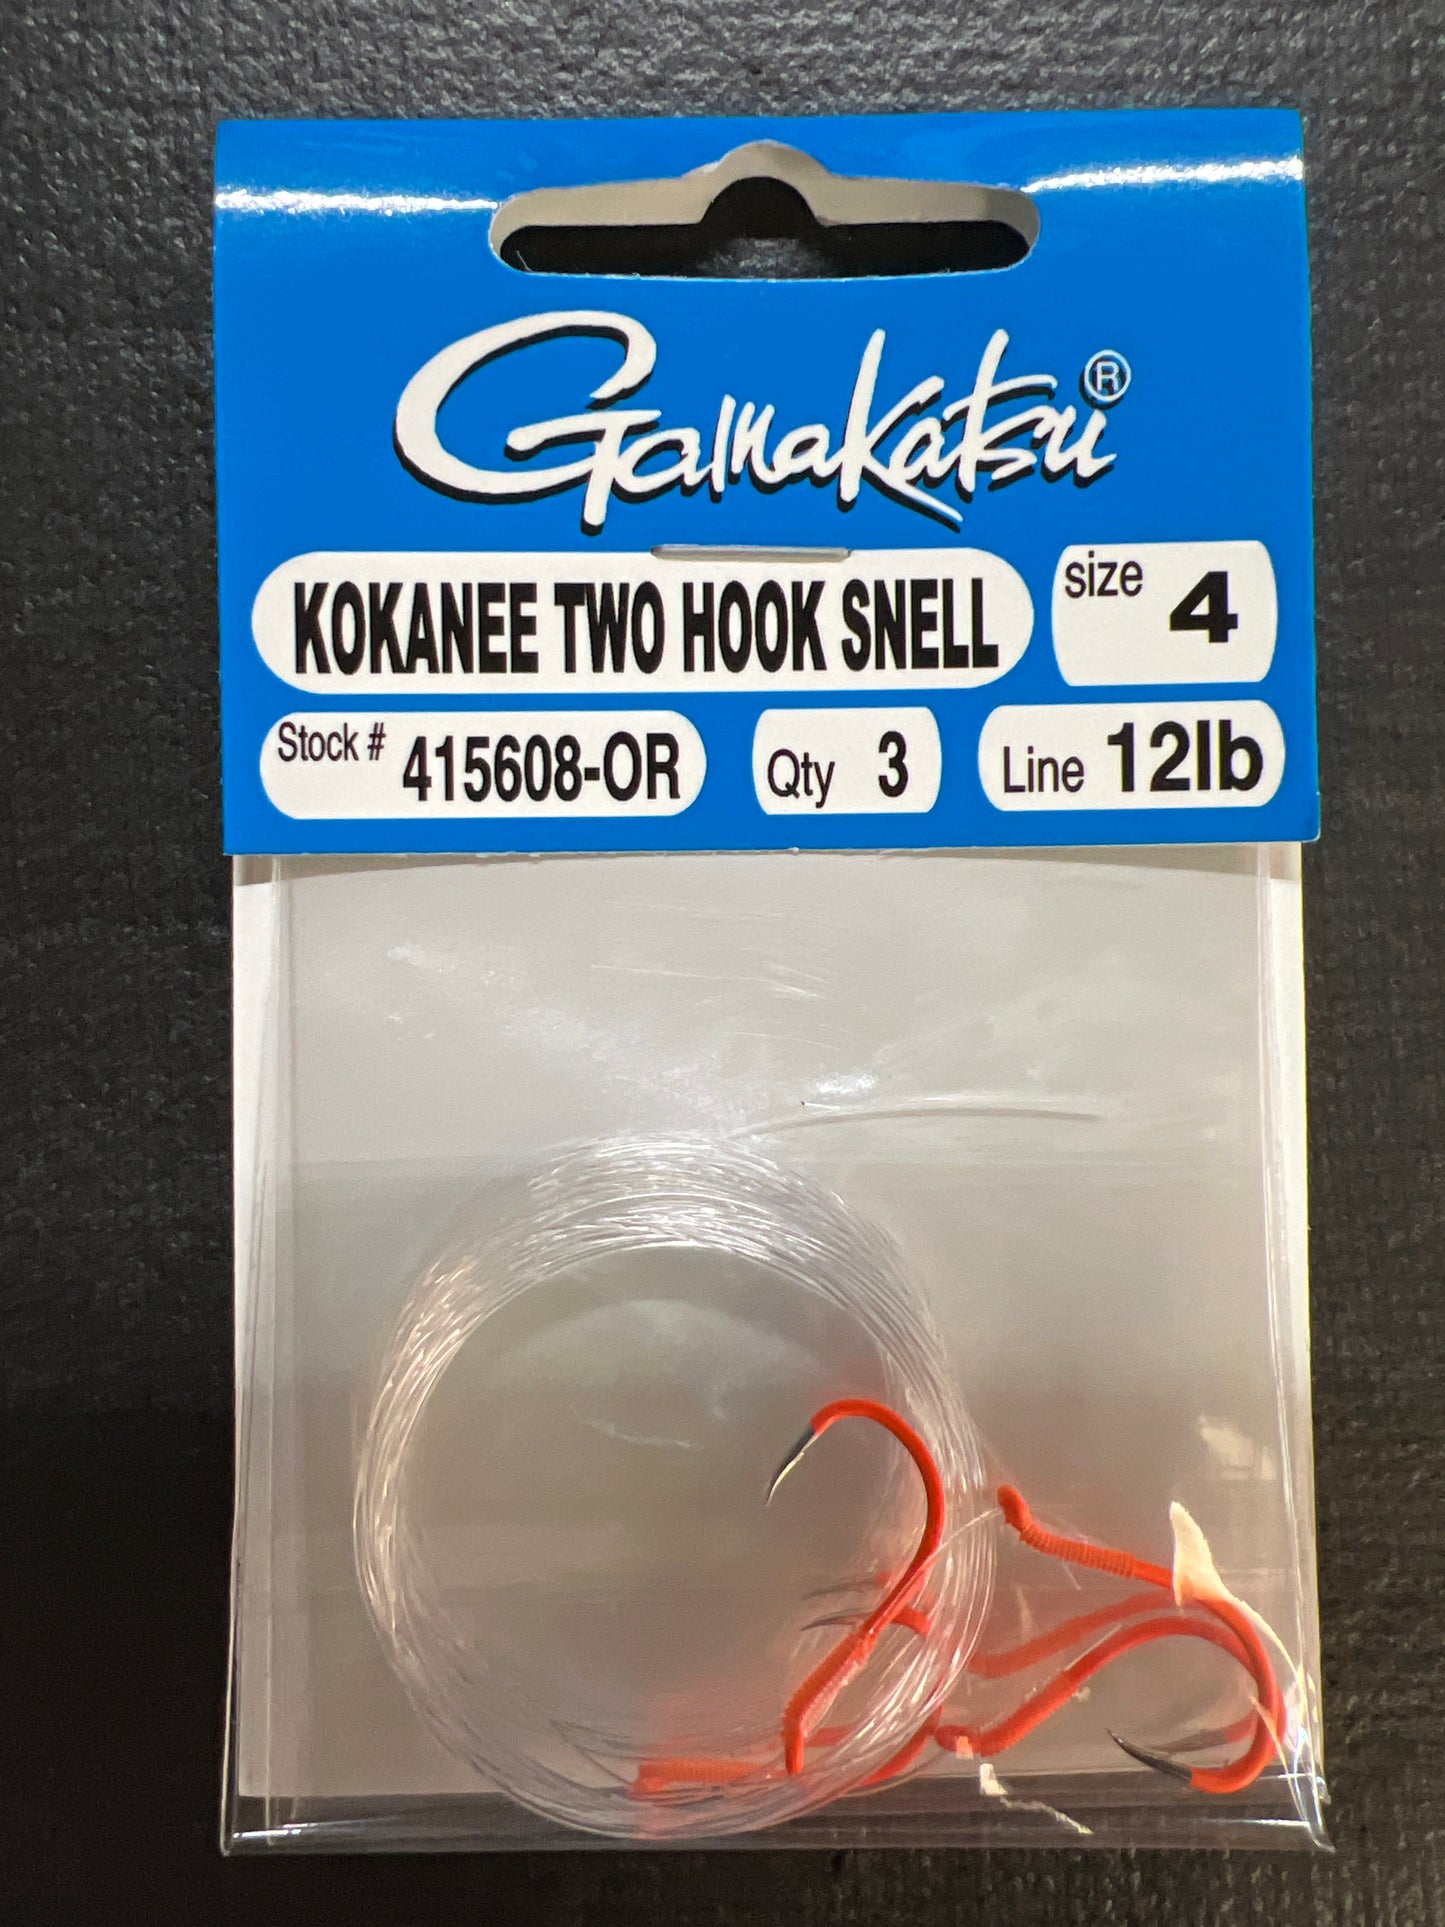 Gamakatsu®
KOKANEE TWO HOOK SNELL
size 4
Stock # 415608-OR
Qty 3
Line 12lb